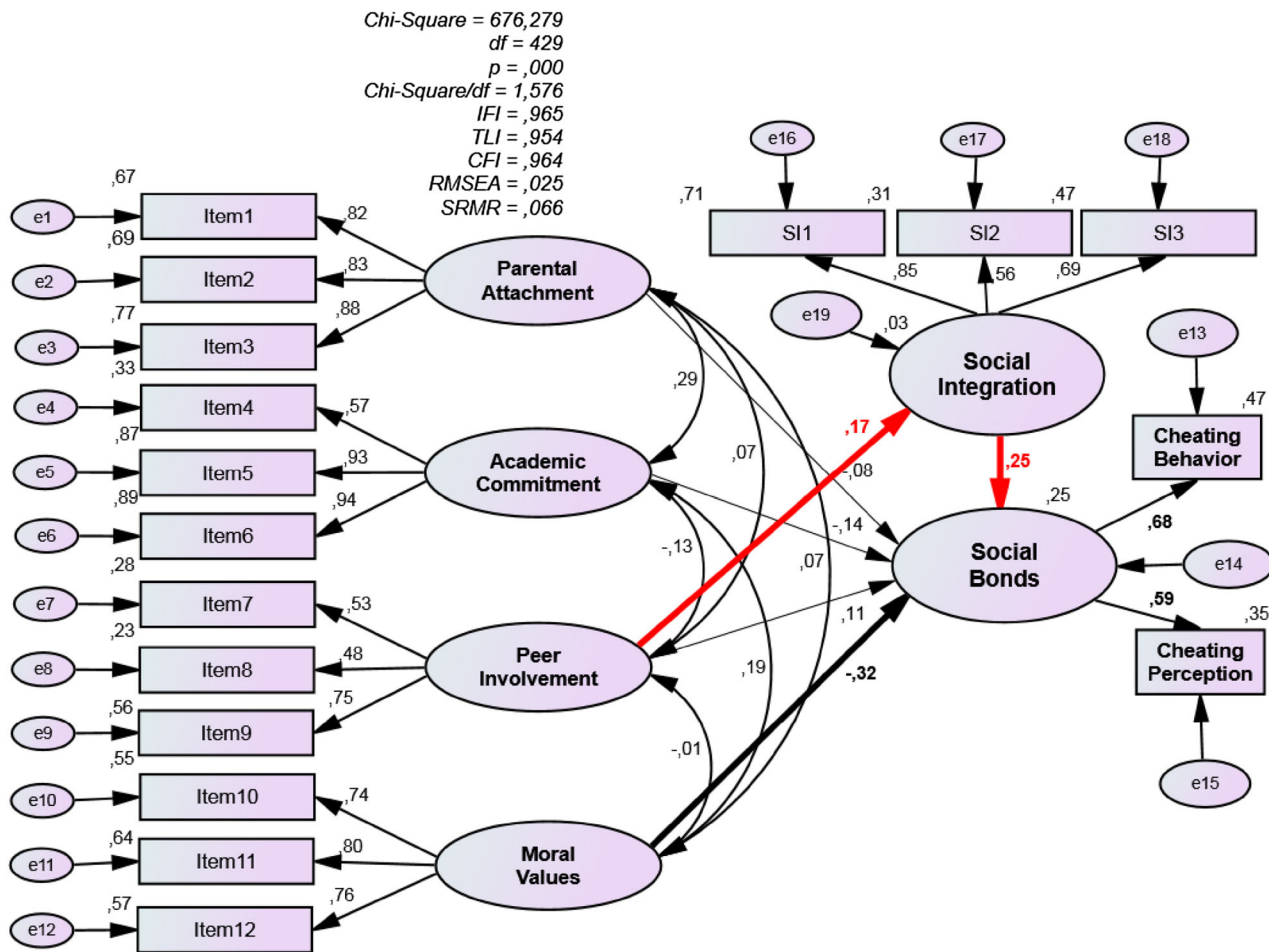 Chi-Square = 676,279
df = 429
p = ,000
Chi-Square/df = 1,576
IFI = ,965
TLI = ,954
CFI = ,964
RMSEA = ,025
SRMR = ,066
e1
,67
Item1
,82
e2
,69
Item2
,83
e3
,77
Item3
,88
Parental
Attachment
e4
,33
Item4
,57
e5
,87
Item5
,93
e6
,89
Item6
,94
Academic
Commitment
e7
,28
Item7
,53
e8
,23
Item8
,48
e9
,56
Item9
,75
Peer
Involvement
e10
,55
Item10
,74
e11
,64
Item11
,80
e12
,57
Item12
,76
Moral
Values
,29
,07
,07
-,13
,19
-,01
,17
-,08
-,14
,11
-,32
e16
e17
e18
,71
SI1
,31
SI2
,47
SI3
,85
,56
,69
e19
,03
Social
Integration
,25
,25
Social
Bonds
e13
,47
Cheating
Behavior
,68
e14
,59
,35
Cheating
Perception
e15